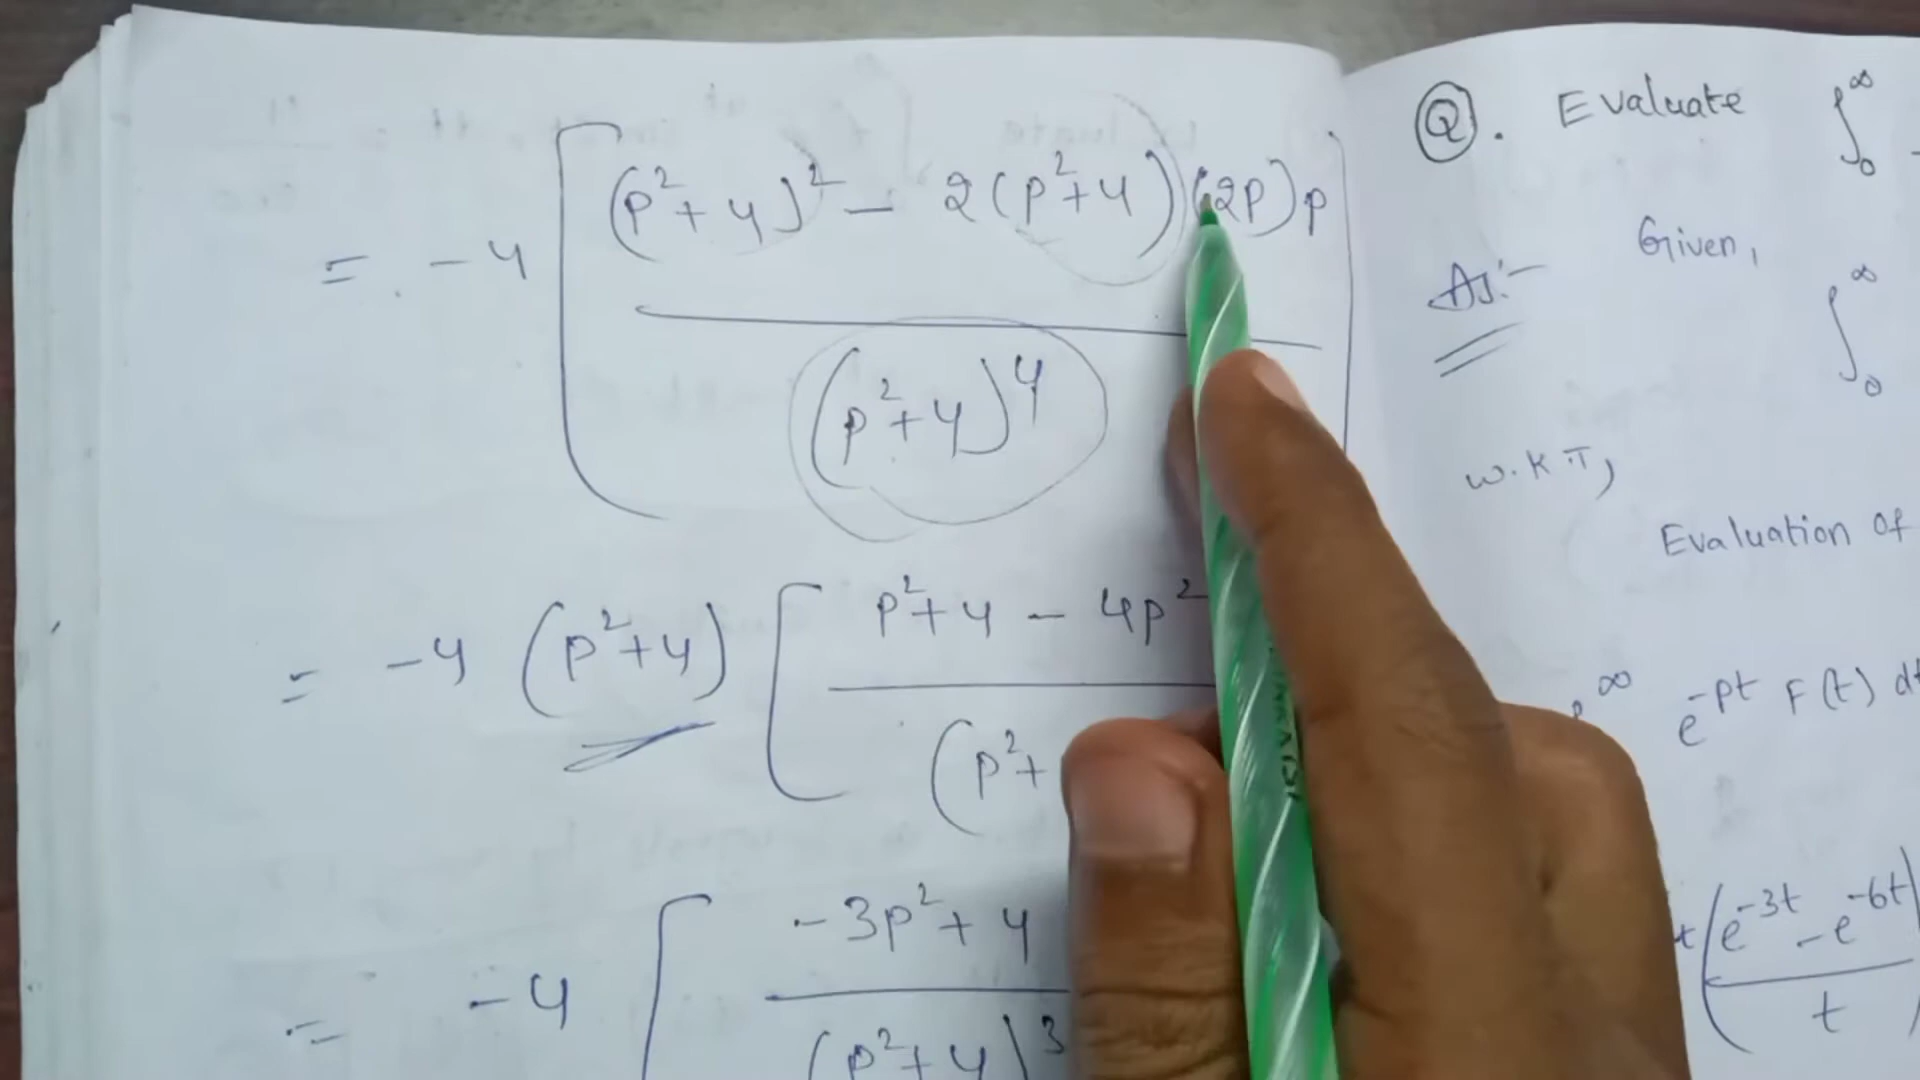 = -4 [ (p²+4)² - 2(p²+4)(2p)p
(p²+4)⁴
= -4 (p²+4) [ p²+4 - 4p²
(p²+
= -4 [ -3p²+4
(p²+4)³
Q. Evaluate ∫₀^∞
As:- Given,
∫₀^∞
w.k.T,
Evaluation of
∫^∞ e^-pt F(t) dt
t (e^-3t - e^-6t
t